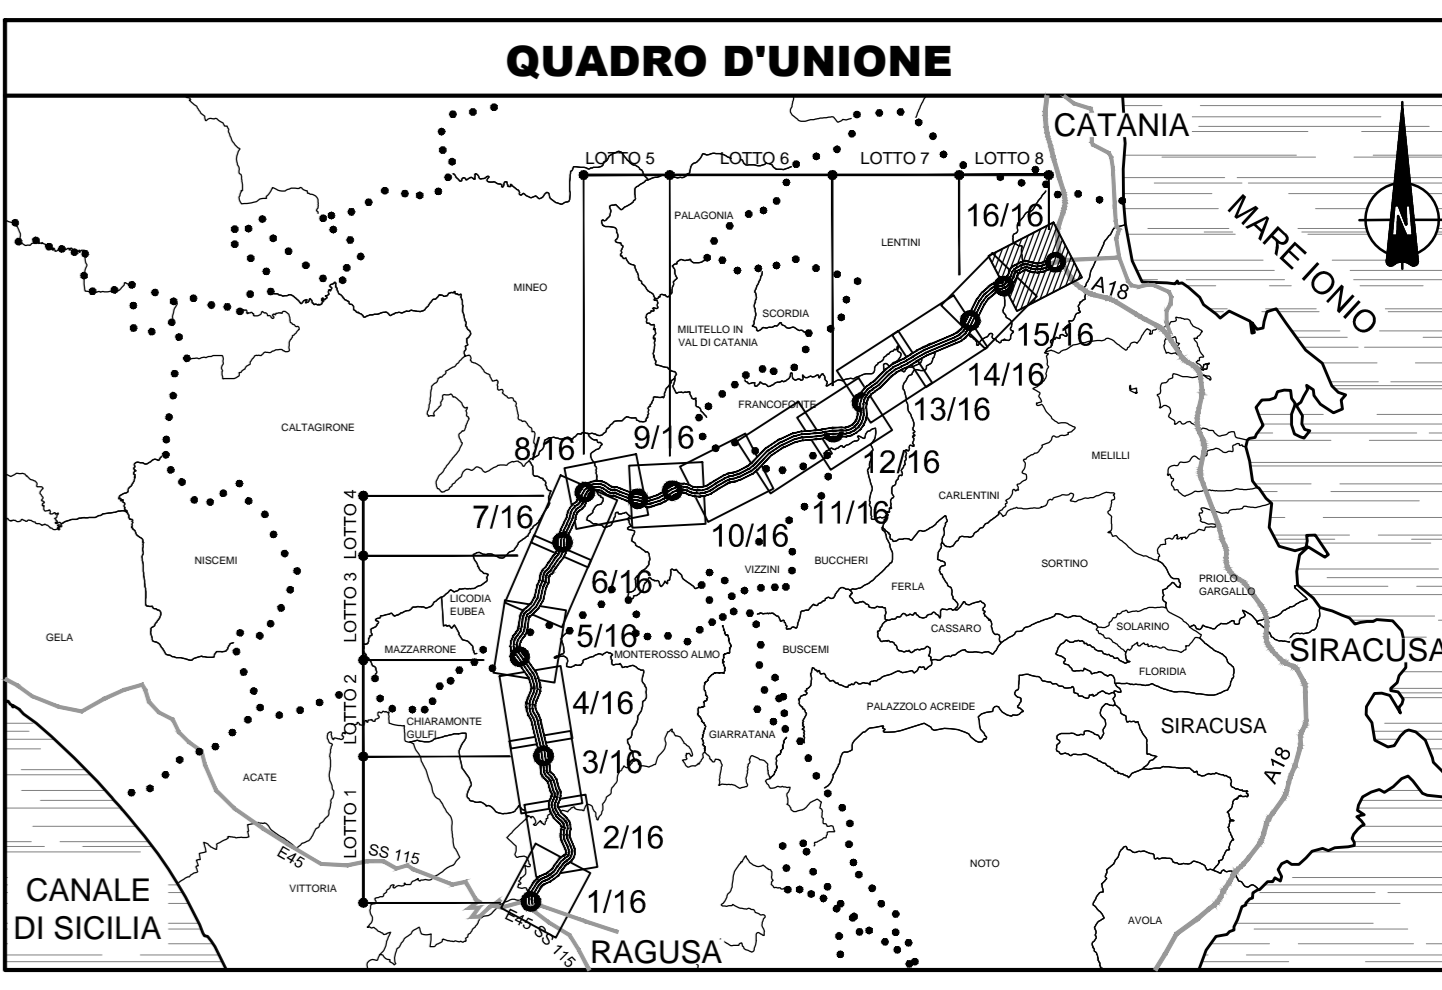 QUADRO D'UNIONE
CATANIA
LOTTO 5
LOTTO 6
LOTTO 7
LOTTO 8
PALAGONIA
16/16
LENTINI
MARE IONIO
N
MINEO
A18
SCORDIA
MILITELLO IN
VAL DI CATANIA
15/16
14/16
FRANCOFONTE
13/16
CALTAGIRONE
8/16
9/16
12/16
MELILLI
CARLENTINI
7/16
11/16
10/16
LOTTO 4
NISCEMI
VIZZINI
BUCCHERI
SORTINO
6/16
FERLA
PRIOLO
GARGALLO
LOTTO 3
LICODIA
EUBEA
GELA
5/16
CASSARO
SOLARINO
MAZZARRONE
MONTEROSSO ALMO
BUSCEMI
SIRACUSA
FLORIDIA
LOTTO 2
4/16
PALAZZOLO ACREIDE
CHIARAMONTE
GULFI
GIARRATANA
SIRACUSA
3/16
A18
ACATE
LOTTO 1
2/16
E45
SS 115
NOTO
CANALE
DI SICILIA
VITTORIA
1/16
E45 SS 115
AVOLA
RAGUSA